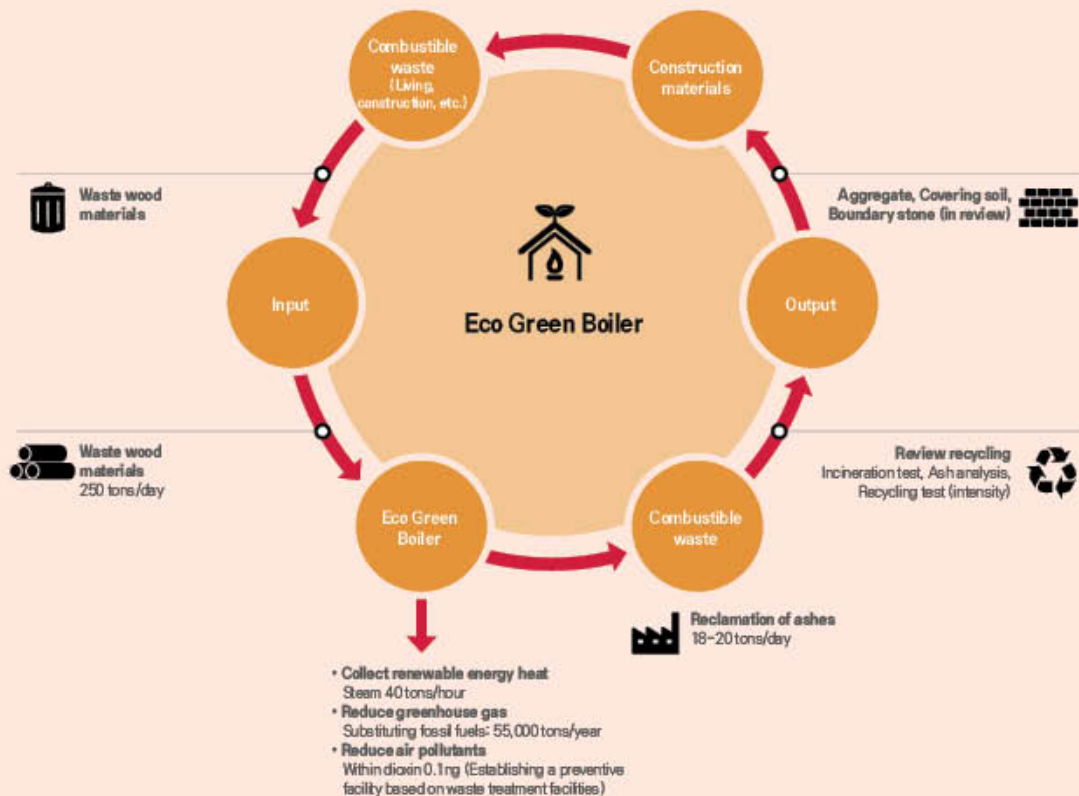 Combustible
waste
(Living,
construction, etc.)
Construction
materials
Waste wood
materials
Aggregate, Covering soil,
Boundary stone (in review)
Input
Eco Green Boiler
Output
Waste wood
materials
250 tons/day
Review recycling
Incineration test, Ash analysis,
Recycling test (intensity)
Eco Green
Boiler
Combustible
waste
Reclamation of ashes
18-20 tons/day
• Collect renewable energy heat
Steam 40 tons/hour
• Reduce greenhouse gas
Substituting fossil fuels: 55,000 tons/year
• Reduce air pollutants
Within dioxin 0.1ng (Establishing a preventive
facility based on waste treatment facilities)